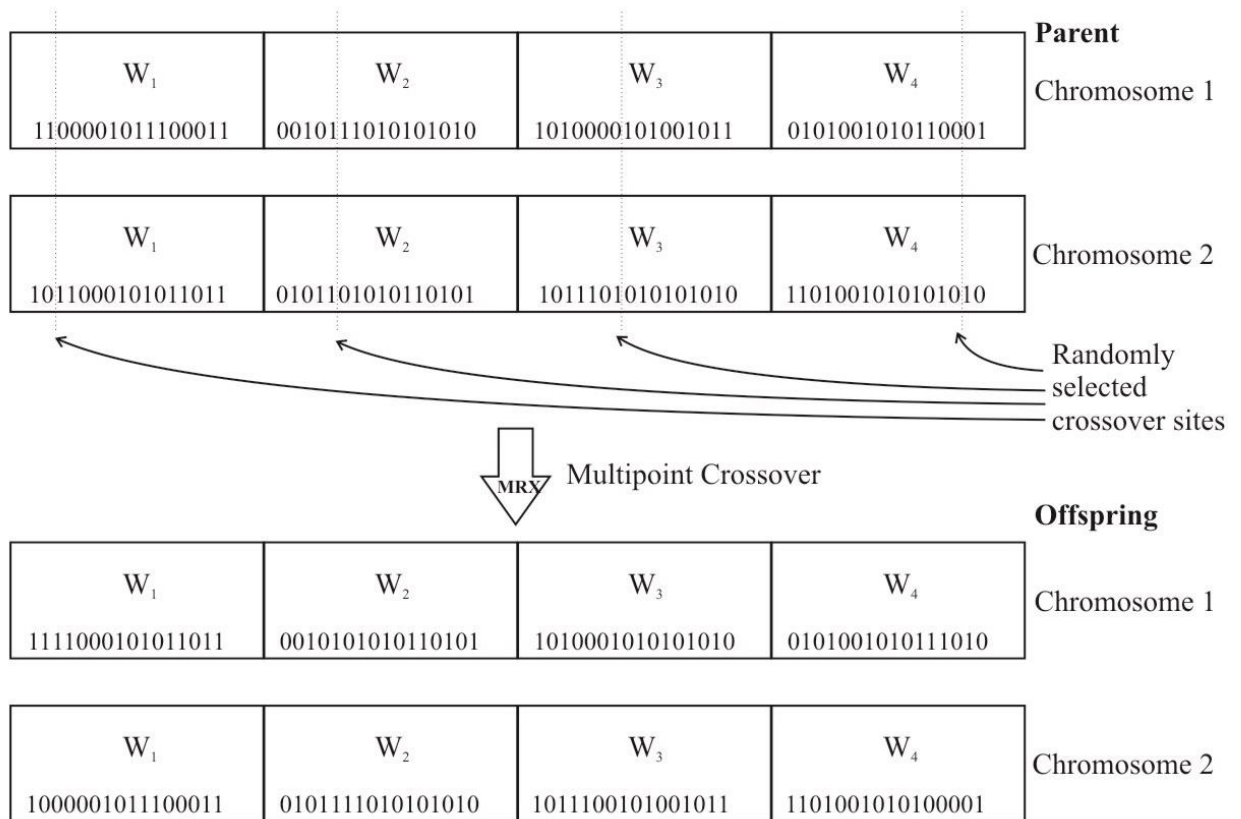 Parent
W1 W2 W3 W4 Chromosome 1
1100001011100011 0010111010101010 1010000101001011 0101001010110001
W1 W2 W3 W4 Chromosome 2
1011000101011011 0101101010110101 1011101010101010 1101001010101010
Randomly
selected
crossover sites
MRX Multipoint Crossover
Offspring
W1 W2 W3 W4 Chromosome 1
1111000101011011 0010101010110101 1010001010101010 0101001010111010
W1 W2 W3 W4 Chromosome 2
1000001011100011 0101111010101010 1011100101001011 1101001010100001